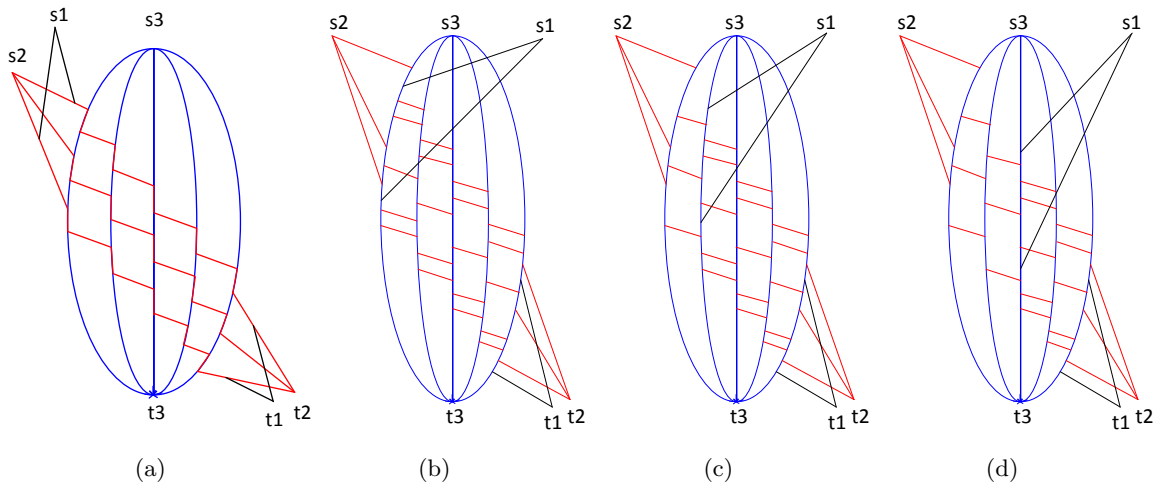 s1 s3 s2 s3 s1 s2 s3 s1 s2 s3 s1
s2
t3 t1 t2 t3 t1 t2 t3 t1 t2 t3 t1 t2
(a) (b) (c) (d)